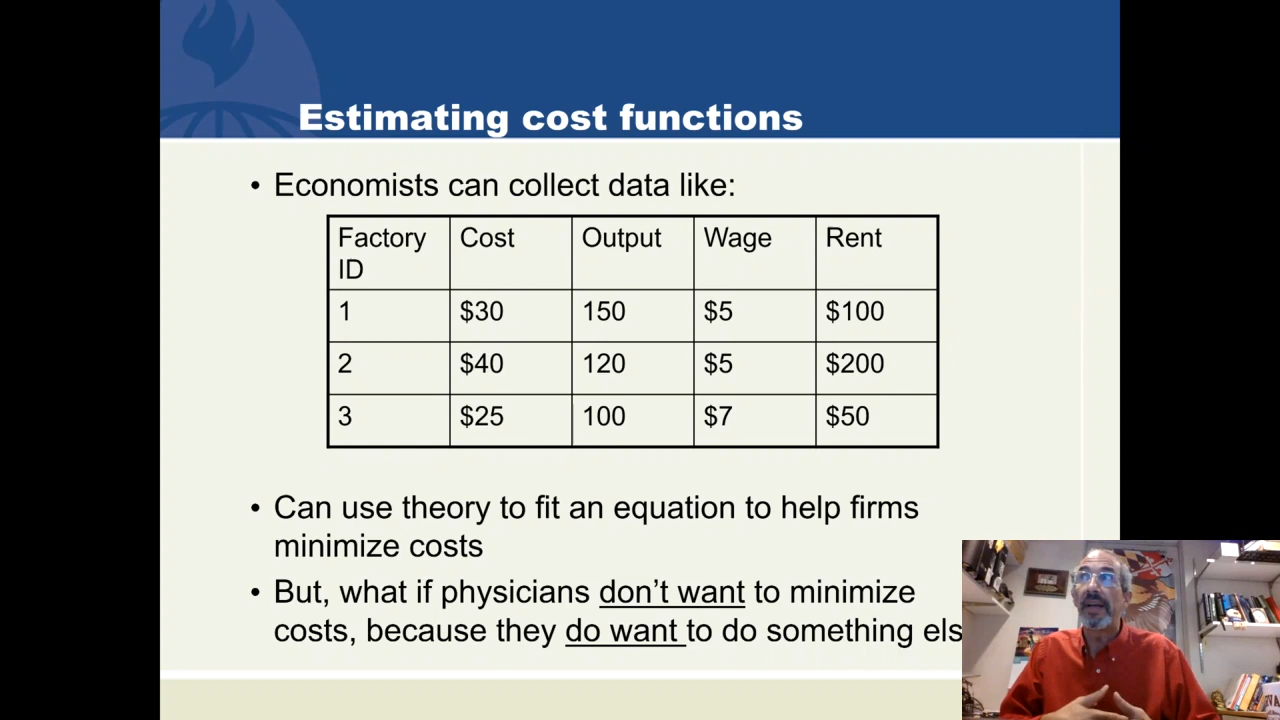 Estimating cost functions
• Economists can collect data like:
Factory ID Cost Output Wage Rent
1 $30 150 $5 $100
2 $40 120 $5 $200
3 $25 100 $7 $50
• Can use theory to fit an equation to help firms
minimize costs
• But, what if physicians don't want to minimize
costs, because they do want to do something els